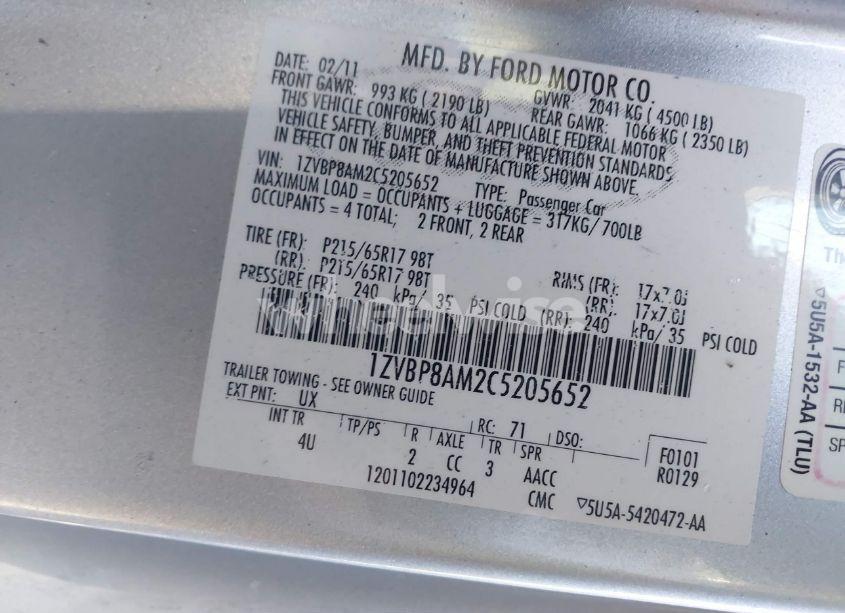 MFD. BY FORD MOTOR CO.
DATE: 02/11 GVWR: 2041 KG ( 4500 LB)
FRONT GAWR: 993 KG ( 2190 LB) REAR GAWR: 1066 KG ( 2350 LB)
THIS VEHICLE CONFORMS TO ALL APPLICABLE FEDERAL MOTOR
VEHICLE SAFETY, BUMPER, AND THEFT PREVENTION STANDARDS
IN EFFECT ON THE DATE OF MANUFACTURE SHOWN ABOVE.
VIN: 1ZVBP8AM2C5205652 TYPE: Passenger Car
MAXIMUM LOAD = OCCUPANTS + LUGGAGE = 317KG/ 700LB
OCCUPANTS = 4 TOTAL; 2 FRONT, 2 REAR
TIRE (FR): P215/65R17 98T RIMS (FR): 17x7.0J
(RR): P215/65R17 98T (RR): 17x7.0J
PRESSURE (FR): 240 kPa/ 35 PSI COLD (RR): 240 kPa/ 35 PSI COLD
wheelwise
1ZVBP8AM2C5205652
TRAILER TOWING - SEE OWNER GUIDE
EXT PNT: UX RC: 71 DSO:
INT TR TP/PS R AXLE TR SPR F0101
4U 2 CC 3 AACC R0129
1201102234964 CMC ▽5U5A-5420472-AA
▽5U5A-1532-AA (TLU)